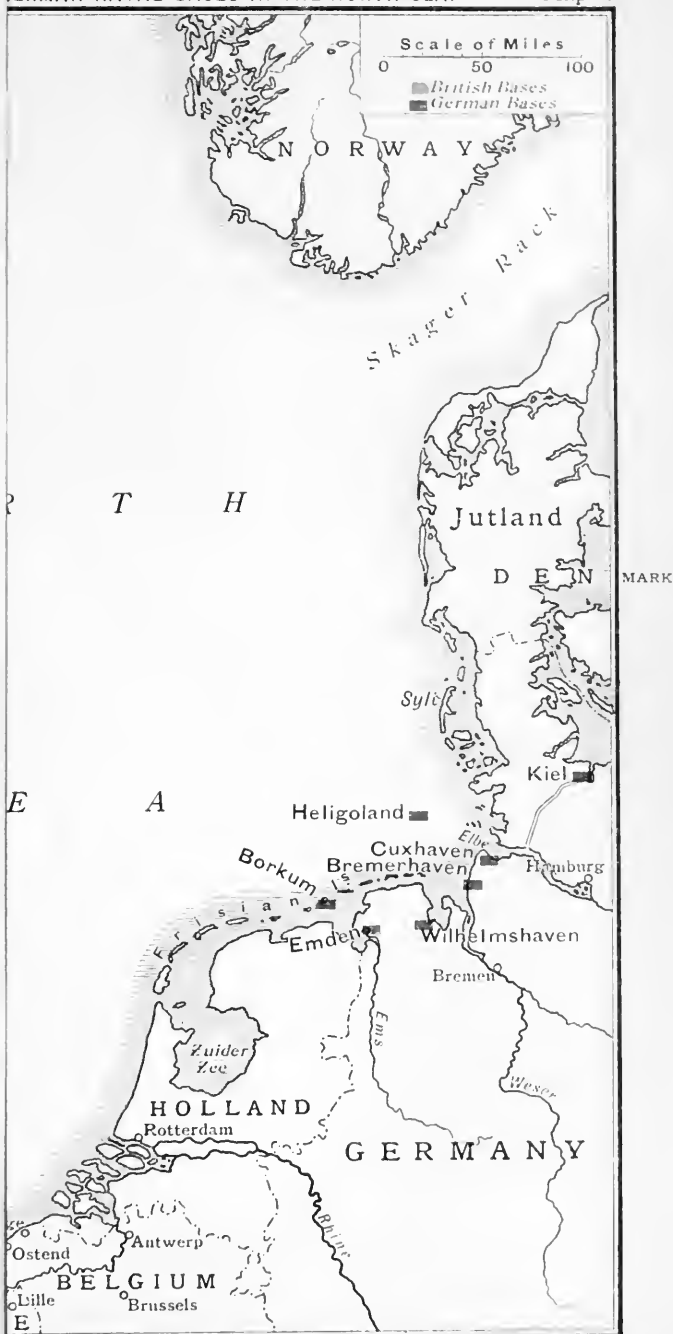 Scale of Miles
0 50 100
British Bases
German Bases
NORWAY
Skager Rack
T H
Jutland
DENMARK
Sylt
Kiel
E A
Heligoland
Elbe
Cuxhaven
Hamburg
Bremerhaven
Borkum
Frisian Is.
Emden
Wilhelmshaven
Bremen
Ems
Zuider
Zee
Weser
HOLLAND
Rotterdam
GERMANY
Rhine
Ostend
Antwerp
BELGIUM
Lille
Brussels
E